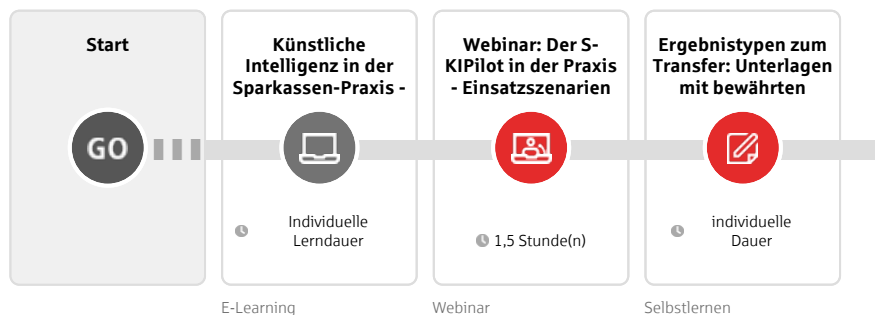 Start
GO
Künstliche
Intelligenz in der
Sparkassen-Praxis -
Individuelle
Lerndauer
E-Learning
Webinar: Der S-
KIPilot in der Praxis
- Einsatzszenarien
1,5 Stunde(n)
Webinar
Ergebnistypen zum
Transfer: Unterlagen
mit bewährten
individuelle
Dauer
Selbstlernen